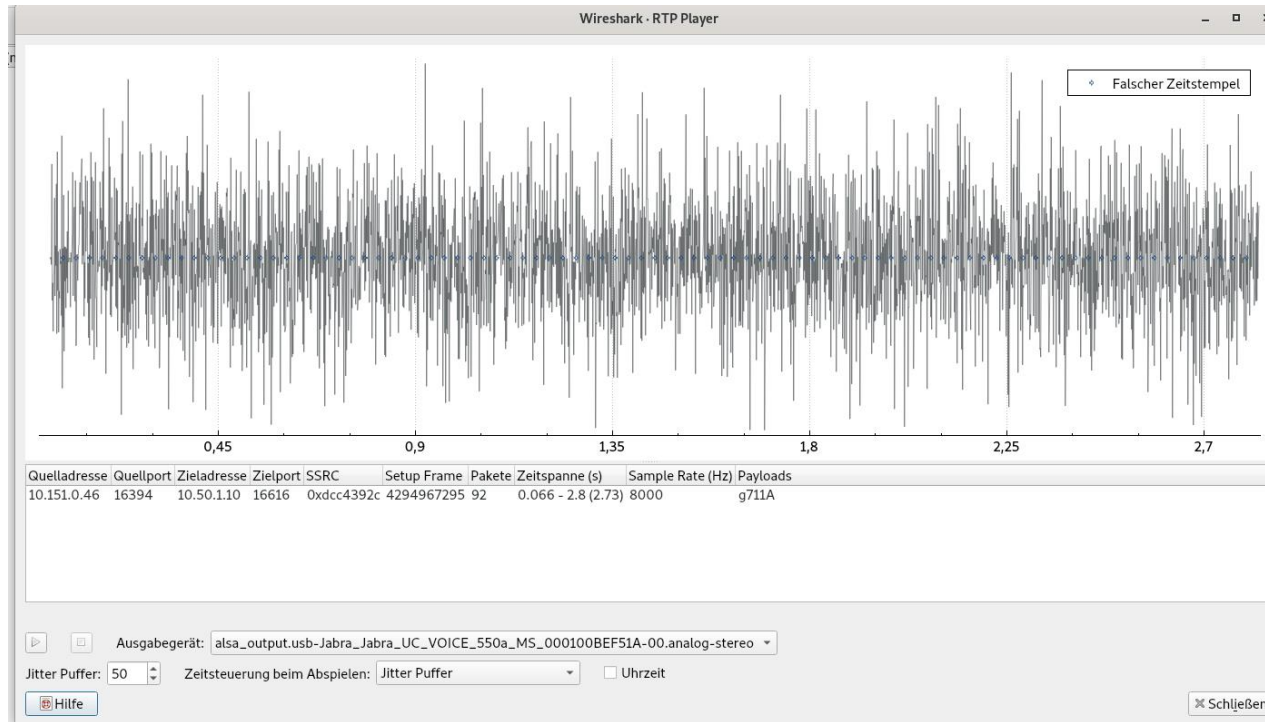 Wireshark · RTP Player
Falscher Zeitstempel
0,45 0,9 1,35 1,8 2,25 2,7
Quelladresse Quellport Zieladresse Zielport SSRC Setup Frame Pakete Zeitspanne (s) Sample Rate (Hz) Payloads
10.151.0.46 16394 10.50.1.10 16616 0xdcc4392c 4294967295 92 0.066 - 2.8 (2.73) 8000 g711A
Ausgabegerät: alsa_output.usb-Jabra_Jabra_UC_VOICE_550a_MS_000100BEF51A-00.analog-stereo
Jitter Puffer: 50 Zeitsteuerung beim Abspielen: Jitter Puffer Uhrzeit
Hilfe Schließen